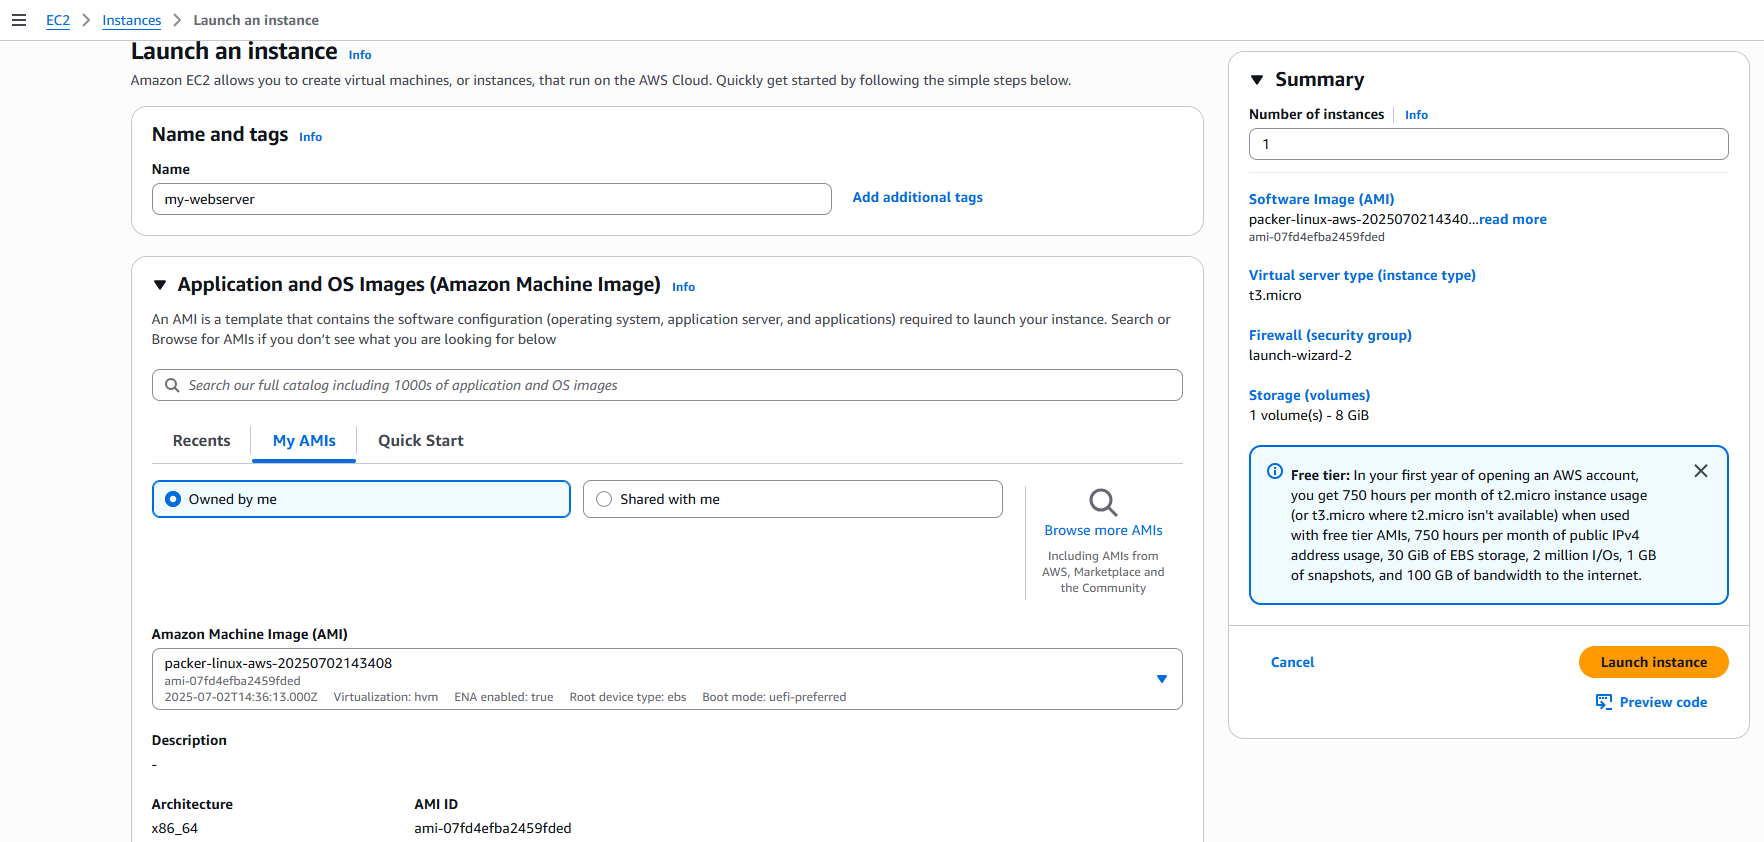 EC2 > Instances > Launch an instance
Launch an instance Info
Amazon EC2 allows you to create virtual machines, or instances, that run on the AWS Cloud. Quickly get started by following the simple steps below.
Name and tags Info
Name
my-webserver
Add additional tags
Application and OS Images (Amazon Machine Image) Info
An AMI is a template that contains the software configuration (operating system, application server, and applications) required to launch your instance. Search or
Browse for AMIs if you don't see what you are looking for below
Search our full catalog including 1000s of application and OS images
Recents
My AMIs
Quick Start
Owned by me
Shared with me
Browse more AMIs
Including AMIs from
AWS, Marketplace and
the Community
Amazon Machine Image (AMI)
packer-linux-aws-20250702143408
ami-07fd4efba2459fded
2025-07-02T14:36:13.000Z Virtualization: hvm ENA enabled: true Root device type: ebs Boot mode: uefi-preferred
Description
-
Architecture
x86_64
AMI ID
ami-07fd4efba2459fded
Summary
Number of instances Info
1
Software Image (AMI)
packer-linux-aws-2025070214340...read more
ami-07fd4efba2459fded
Virtual server type (instance type)
t3.micro
Firewall (security group)
launch-wizard-2
Storage (volumes)
1 volume(s) - 8 GiB
Free tier: In your first year of opening an AWS account,
you get 750 hours per month of t2.micro instance usage
(or t3.micro where t2.micro isn't available) when used
with free tier AMIs, 750 hours per month of public IPv4
address usage, 30 GiB of EBS storage, 2 million I/Os, 1 GB
of snapshots, and 100 GB of bandwidth to the internet.
Cancel
Launch instance
Preview code